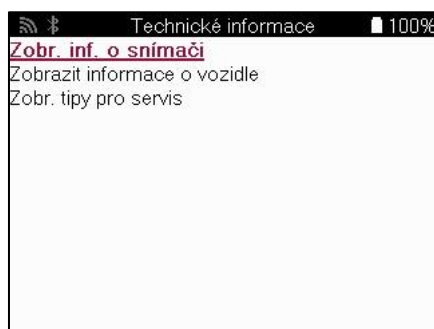 Technické informace 100%
Zobr. inf. o snímači
Zobrazit informace o vozidle
Zobr. tipy pro servis